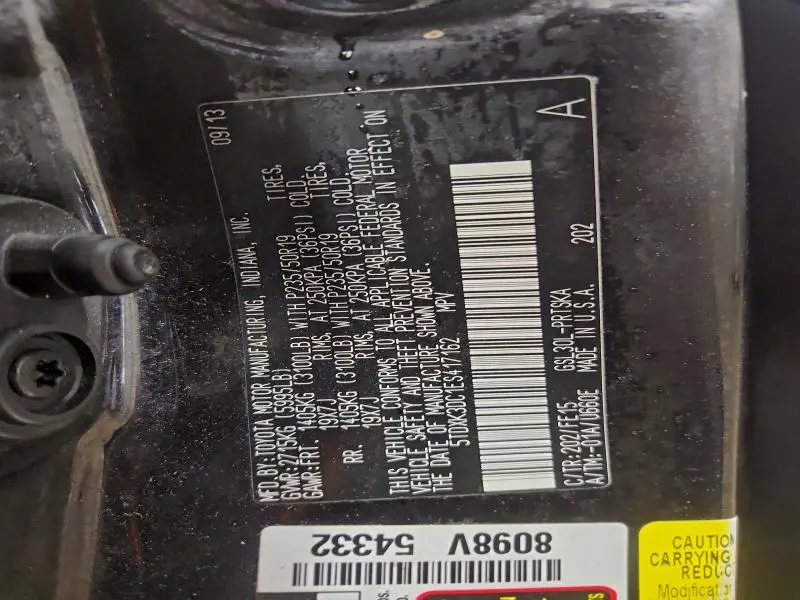 MFD.BY:TOYOTA MOTOR MANUFACTURING, INDIANA, INC. 09/13
GVWR:2715KG (5995LB)
GAWR:FRT. 1405KG (3100LB) WITH P235/50R19 TIRES,
19X7J RIMS, AT 250KPA (36PSI) COLD.
RR. 1405KG (3100LB) WITH P235/50R19 TIRES,
19X7J RIMS, AT 250KPA (36PSI) COLD.
THIS VEHICLE CONFORMS TO ALL APPLICABLE FEDERAL MOTOR
VEHICLE SAFETY AND THEFT PREVENTION STANDARDS IN EFFECT ON
THE DATE OF MANUFACTURE SHOWN ABOVE.
5TDXK3DC1ES417162 MPV
A
C/TR:202/FE15 GSL30L-PRTSKA
A/TM:-01A/U660E MADE IN U.S.A. 202
8098V 54332
CAUTION
CARRYING
REDUC
Modificat